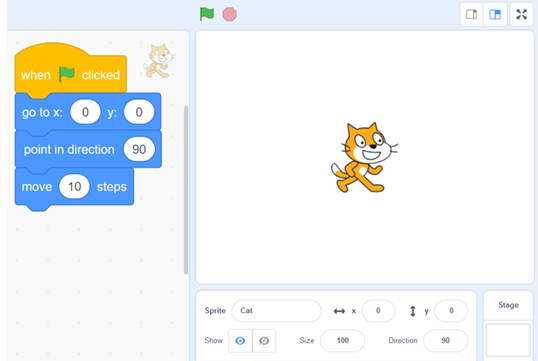 when clicked
go to x: 0 y: 0
point in direction 90
move 10 steps
Sprite Cat x 0 y 0
Show Size 100 Direction 90
Stage